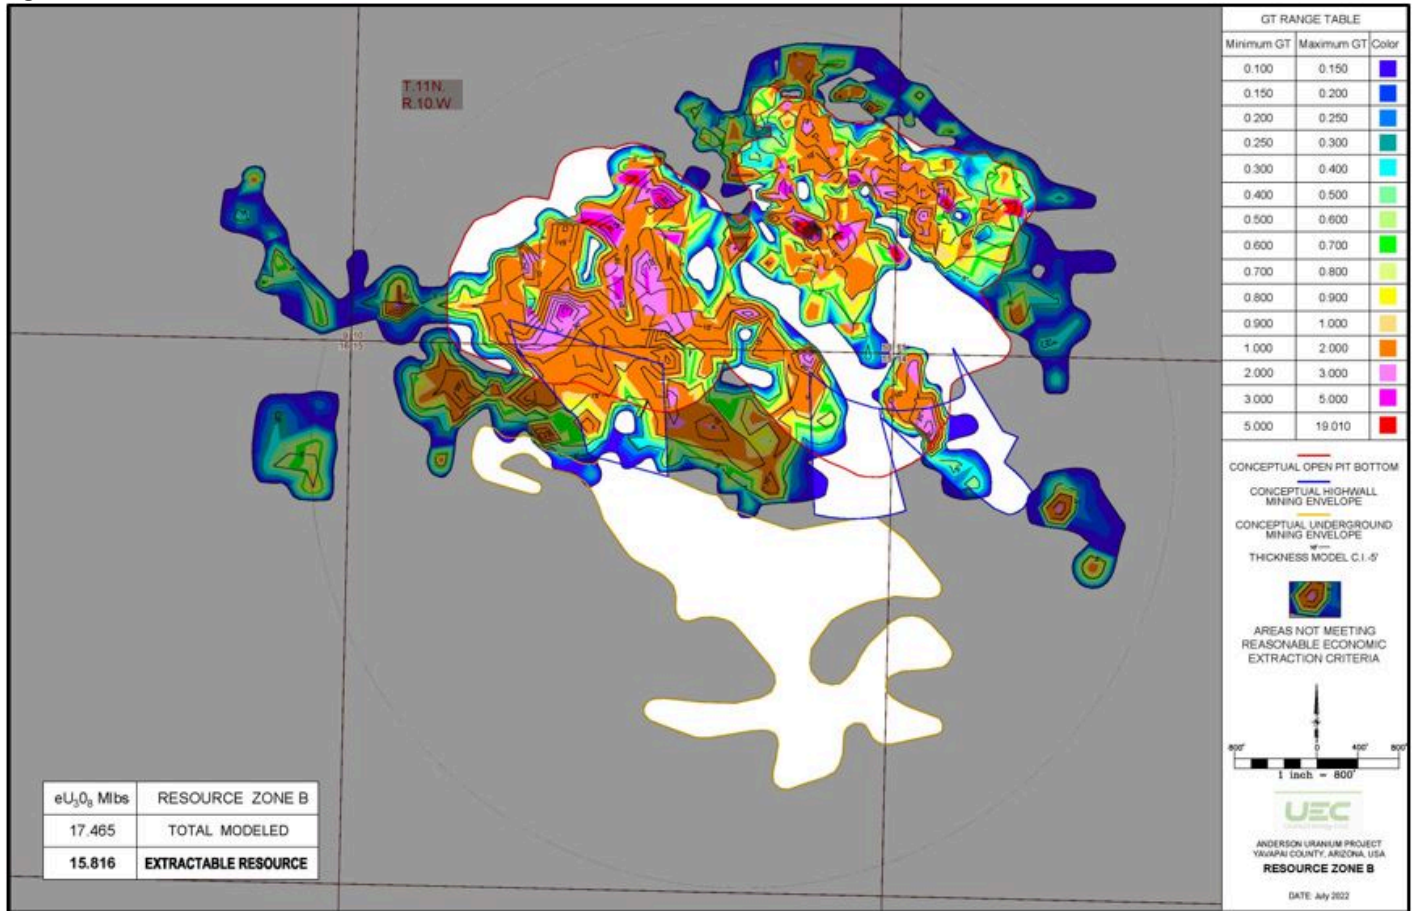 T.11N.
R.10.W
GT RANGE TABLE
Minimum GT Maximum GT Color
0.100 0.150
0.150 0.200
0.200 0.250
0.250 0.300
0.300 0.400
0.400 0.500
0.500 0.600
0.600 0.700
0.700 0.800
0.800 0.900
0.900 1.000
1.000 2.000
2.000 3.000
3.000 5.000
5.000 19.010
CONCEPTUAL OPEN PIT BOTTOM
CONCEPTUAL HIGHWALL
MINING ENVELOPE
CONCEPTUAL UNDERGROUND
MINING ENVELOPE
THICKNESS MODEL C.I.-5'
AREAS NOT MEETING
REASONABLE ECONOMIC
EXTRACTION CRITERIA
800' 0 400' 800'
1 inch = 800'
UEC
ANDERSON URANIUM PROJECT
YAVAPAI COUNTY, ARIZONA, USA
RESOURCE ZONE B
DATE: July 2022
eU₃0₈ Mlbs RESOURCE ZONE B
17.465 TOTAL MODELED
15.816 EXTRACTABLE RESOURCE